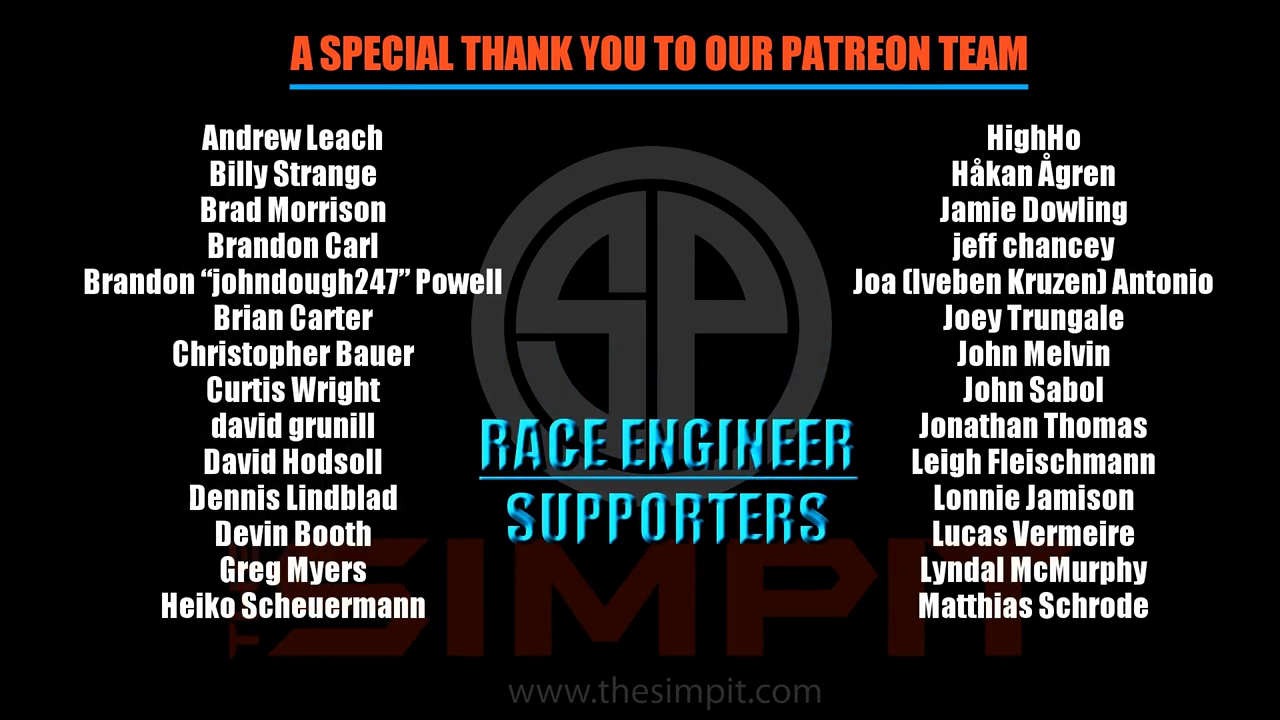 A SPECIAL THANK YOU TO OUR PATREON TEAM
Andrew Leach
Billy Strange
Brad Morrison
Brandon Carl
Brandon “johndough247” Powell
Brian Carter
Christopher Bauer
Curtis Wright
david grunill
David Hodsoll
Dennis Lindblad
Devin Booth
Greg Myers
Heiko Scheuermann
SP
RACE ENGINEER
SUPPORTERS
HighHo
Håkan Ågren
Jamie Dowling
jeff chancey
Joa (Iveben Kruzen) Antonio
Joey Trungale
John Melvin
John Sabol
Jonathan Thomas
Leigh Fleischmann
Lonnie Jamison
Lucas Vermeire
Lyndal McMurphy
Matthias Schrode
THE SIMPIT
www.thesimpit.com